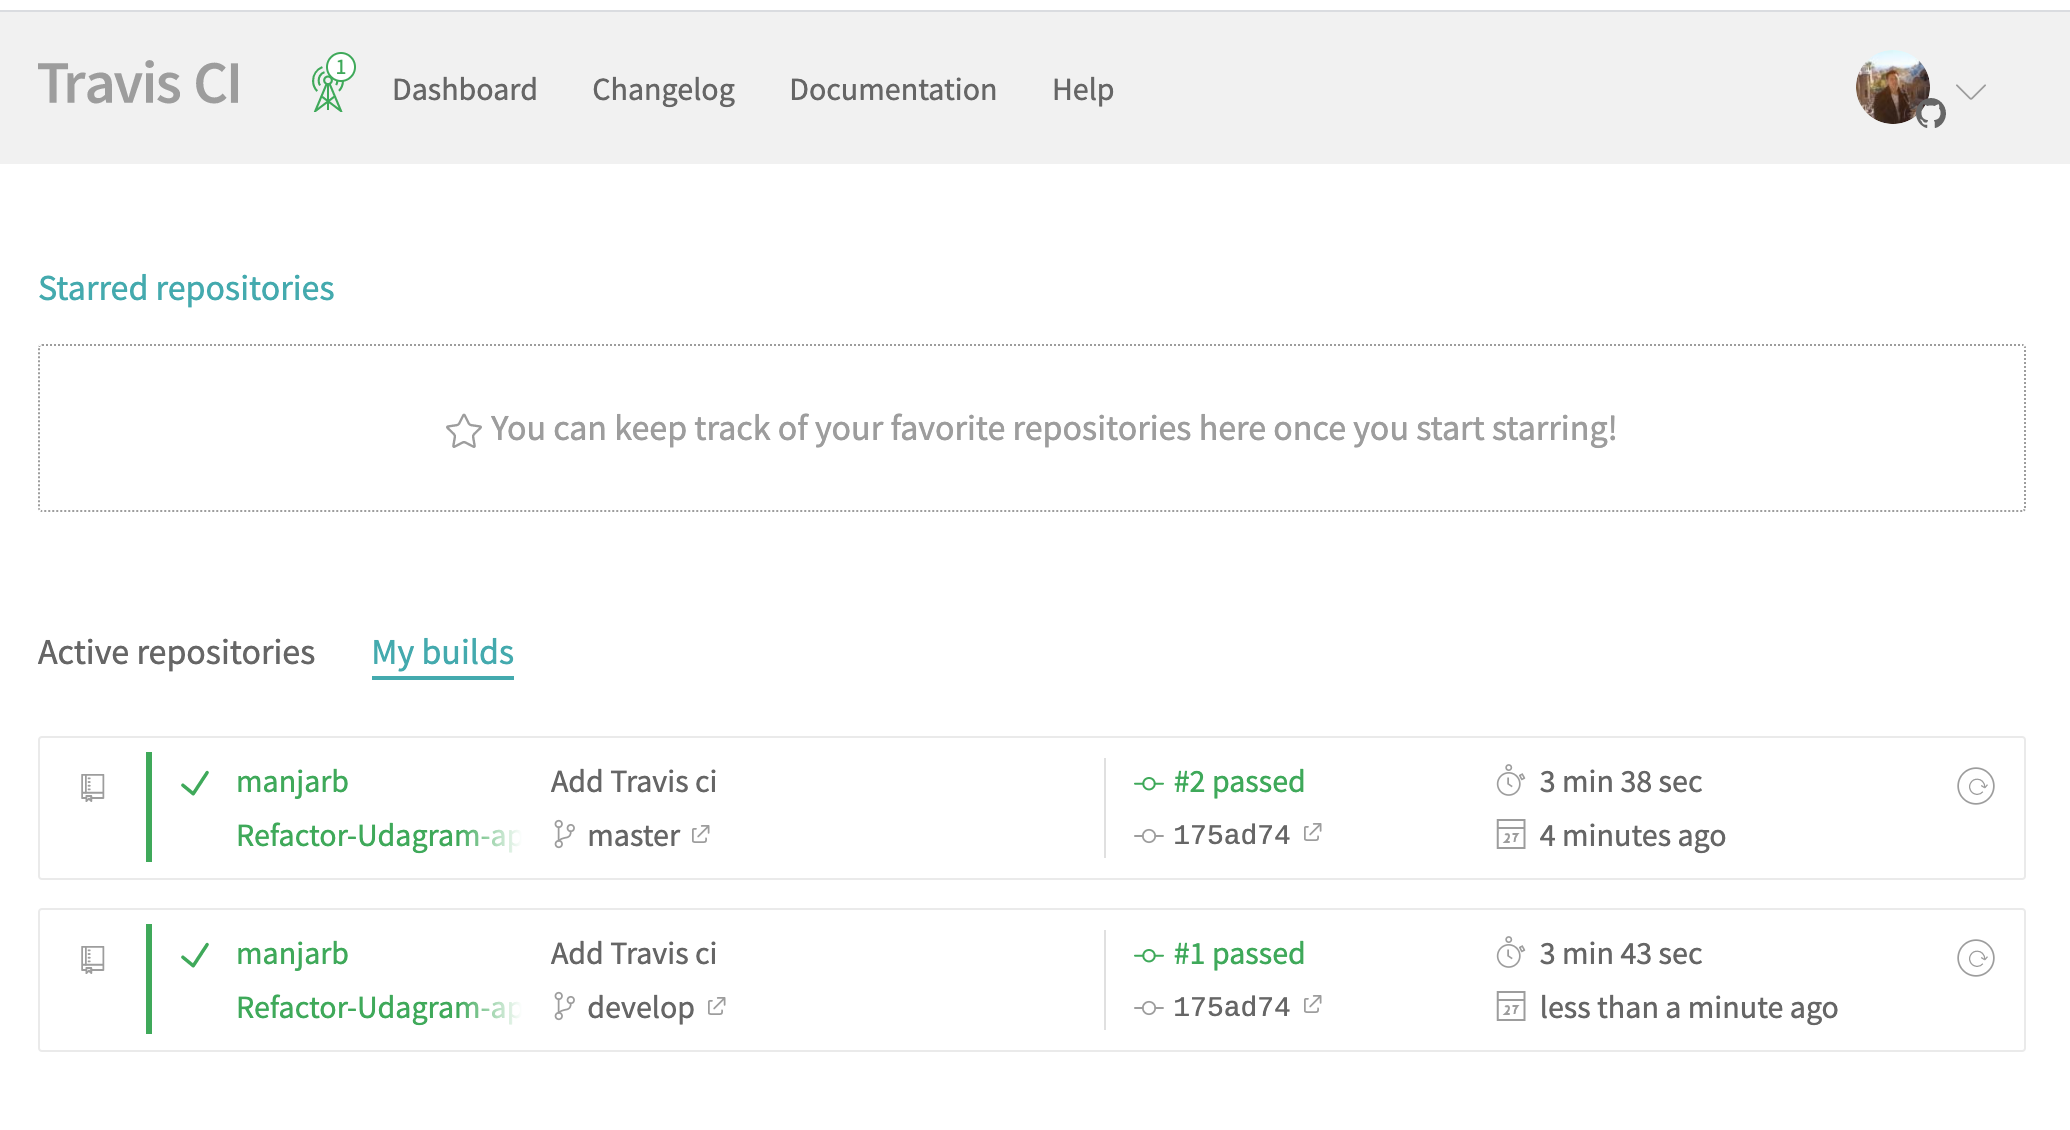 Travis CI
1
Dashboard
Changelog
Documentation
Help
Starred repositories
You can keep track of your favorite repositories here once you start starring!
Active repositories
My builds
manjarb
Add Travis ci
#2 passed
3 min 38 sec
Refactor-Udagram-ap
master
175ad74
27
4 minutes ago
manjarb
Add Travis ci
#1 passed
3 min 43 sec
Refactor-Udagram-ap
develop
175ad74
27
less than a minute ago